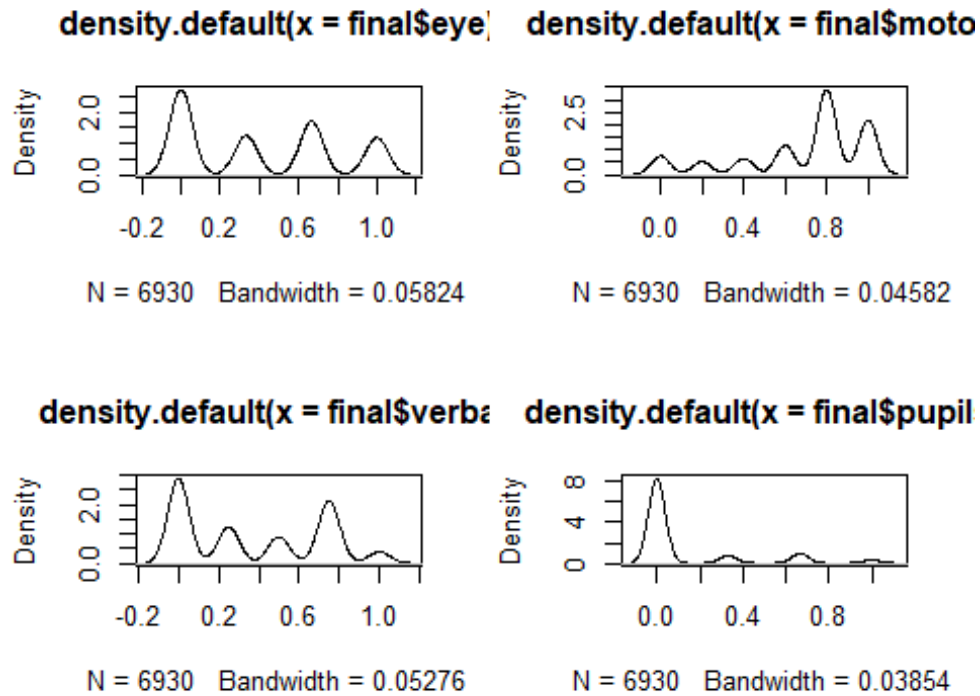 density.default(x = final$eye)
Density
0.0 2.0
-0.2 0.2 0.6 1.0
N = 6930 Bandwidth = 0.05824
density.default(x = final$moto
Density
0.0 2.5
0.0 0.4 0.8
N = 6930 Bandwidth = 0.04582
density.default(x = final$verba
Density
0.0 2.0
-0.2 0.2 0.6 1.0
N = 6930 Bandwidth = 0.05276
density.default(x = final$pupil
Density
0 4 8
0.0 0.4 0.8
N = 6930 Bandwidth = 0.03854